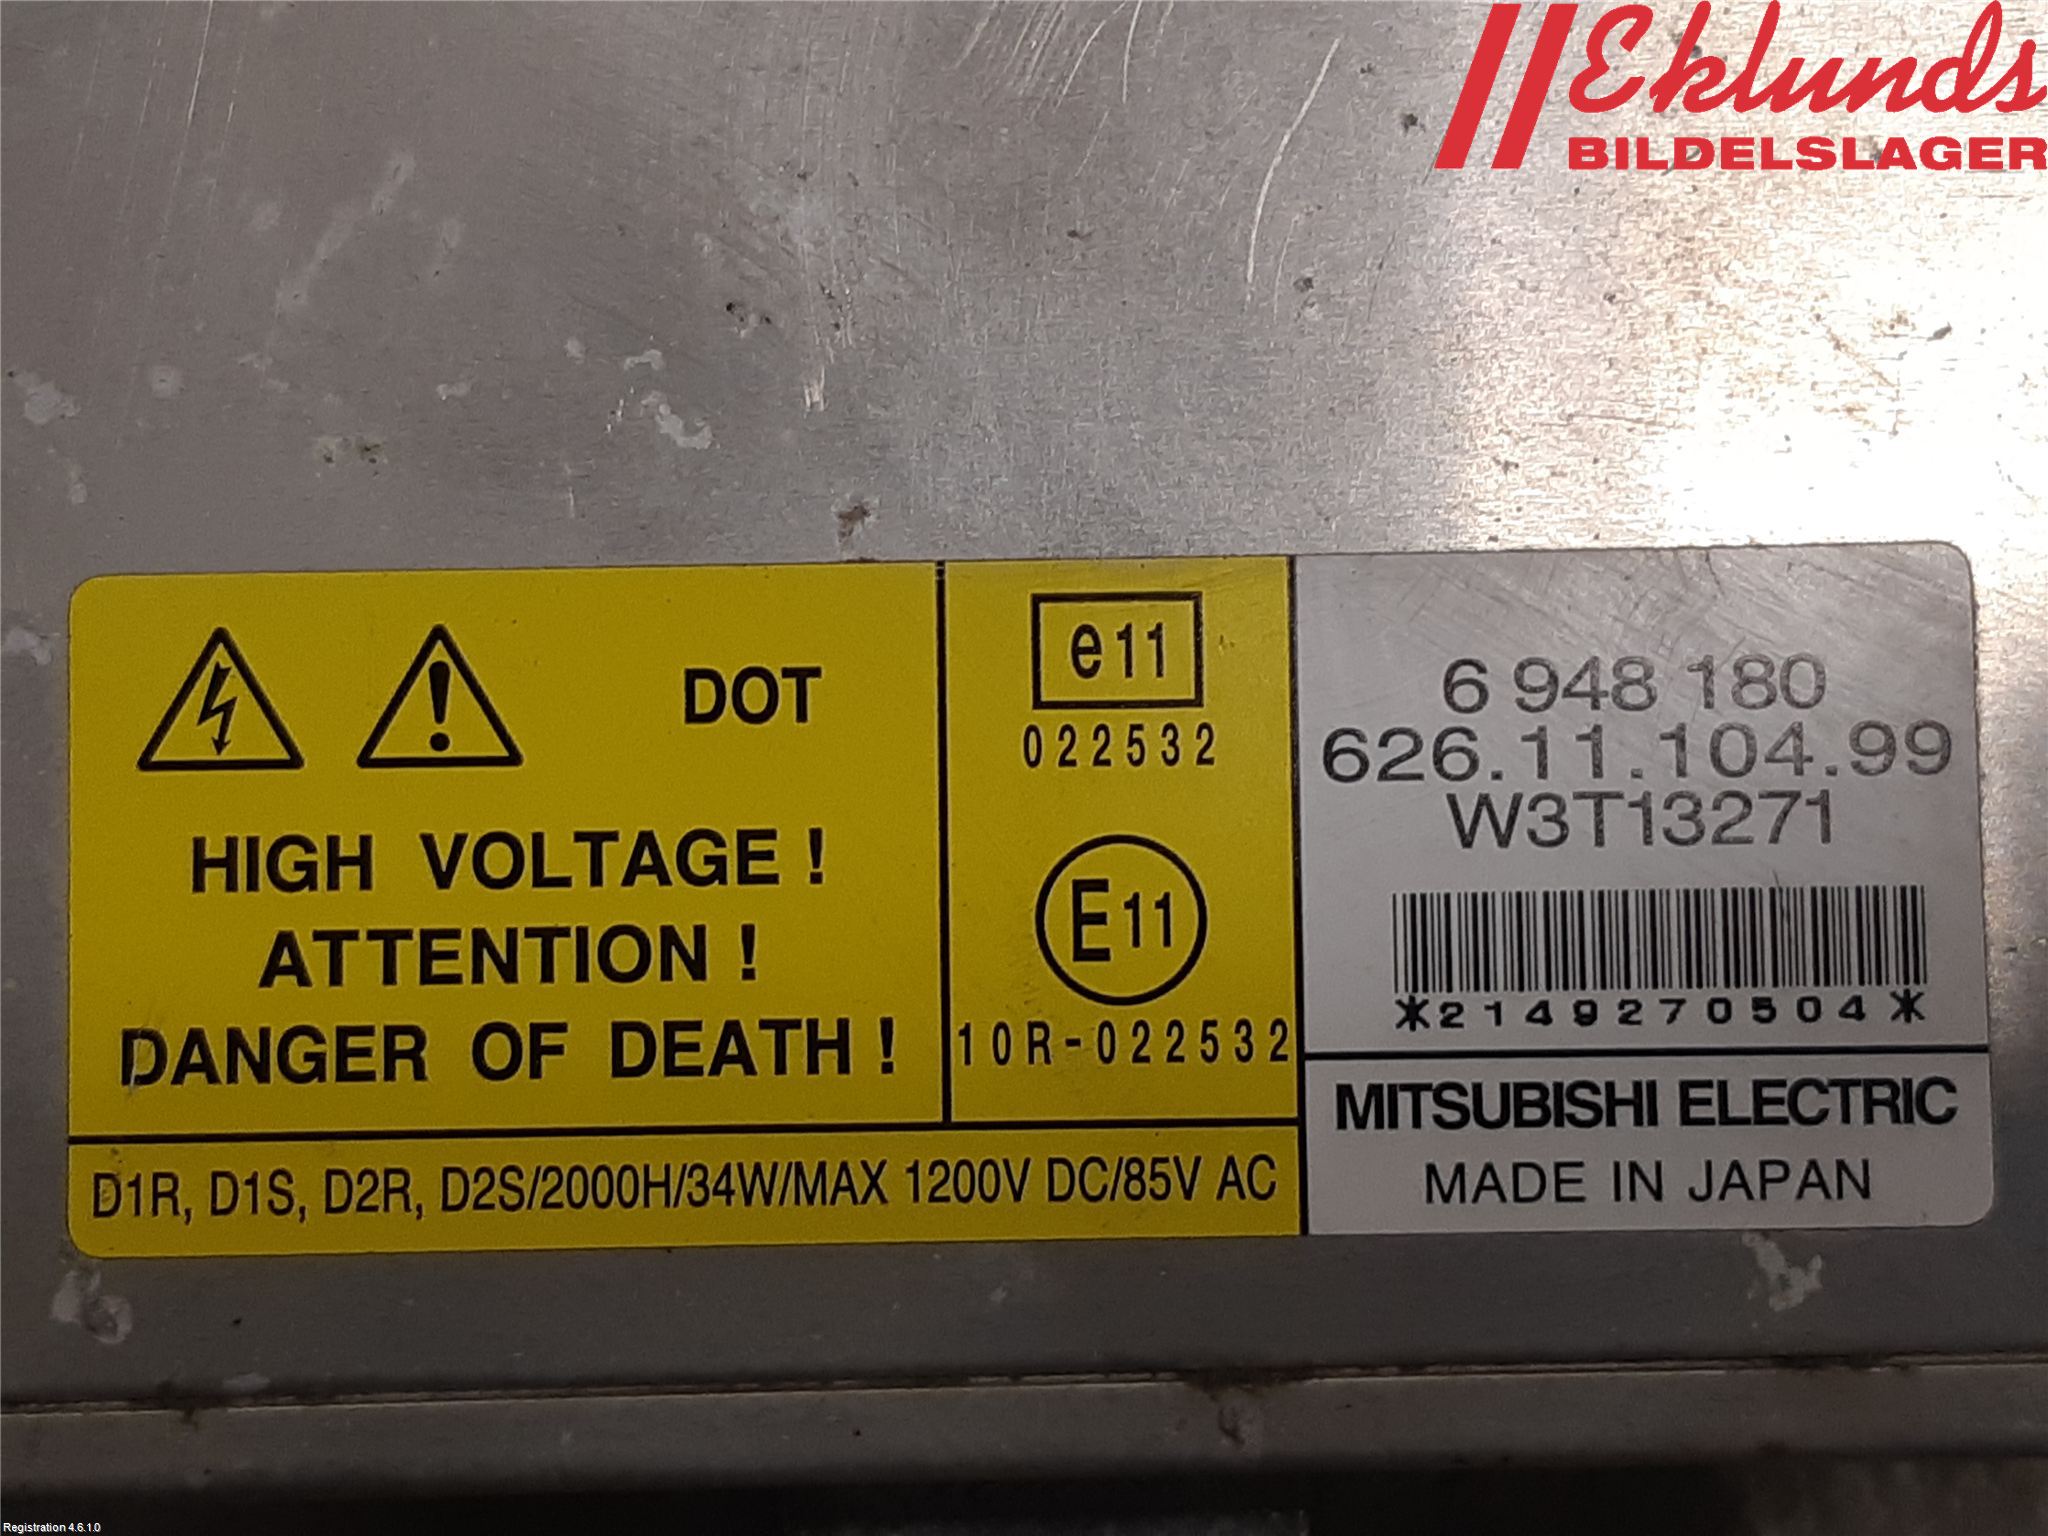 Eklunds
BILDELSLAGER
DOT
HIGH VOLTAGE !
ATTENTION !
DANGER OF DEATH !
e11
022532
E11
10R-022532
D1R, D1S, D2R, D2S/2000H/34W/MAX 1200V DC/85V AC
6 948 180
626.11.104.99
W3T13271
*2149270504*
MITSUBISHI ELECTRIC
MADE IN JAPAN
Registration 4.6.1.0